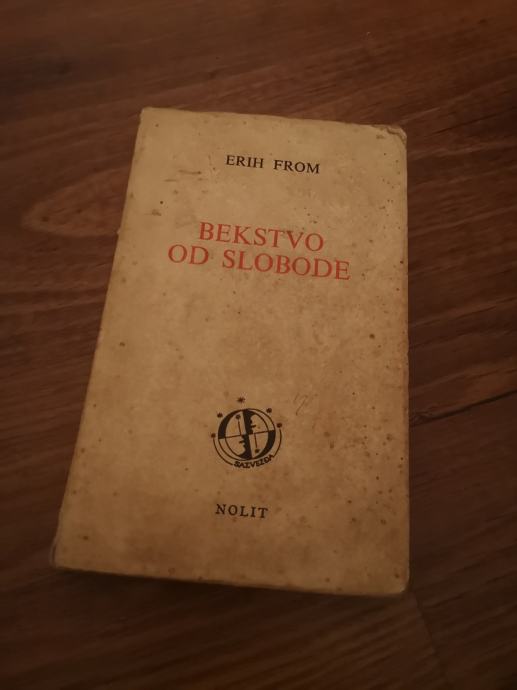 ERIH FROM
BEKSTVO
OD SLOBODE
SAZVEŽĐA
NOLIT